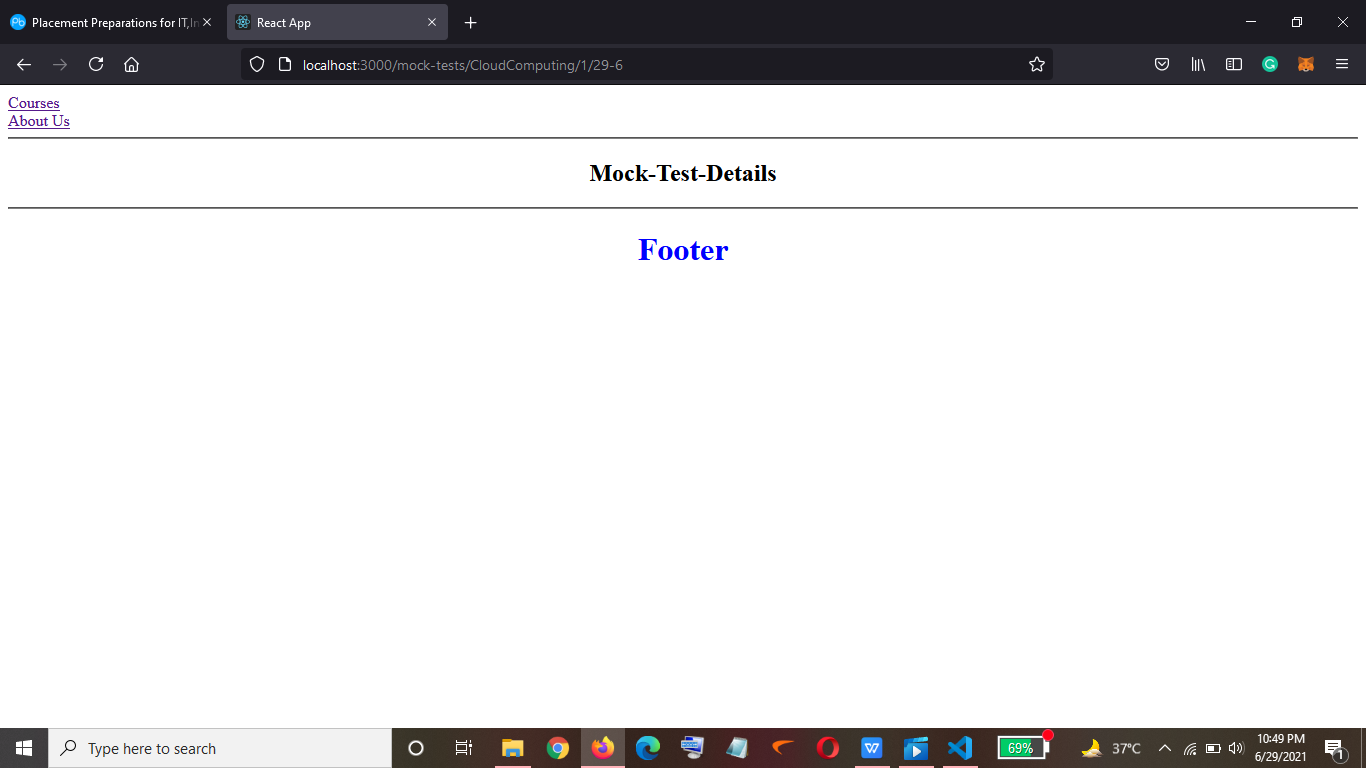 Placement Preparations for IT,In
React App
localhost:3000/mock-tests/CloudComputing/1/29-6
Courses
About Us
Mock-Test-Details
Footer
Type here to search
69%
37°C
10:49 PM
6/29/2021
1